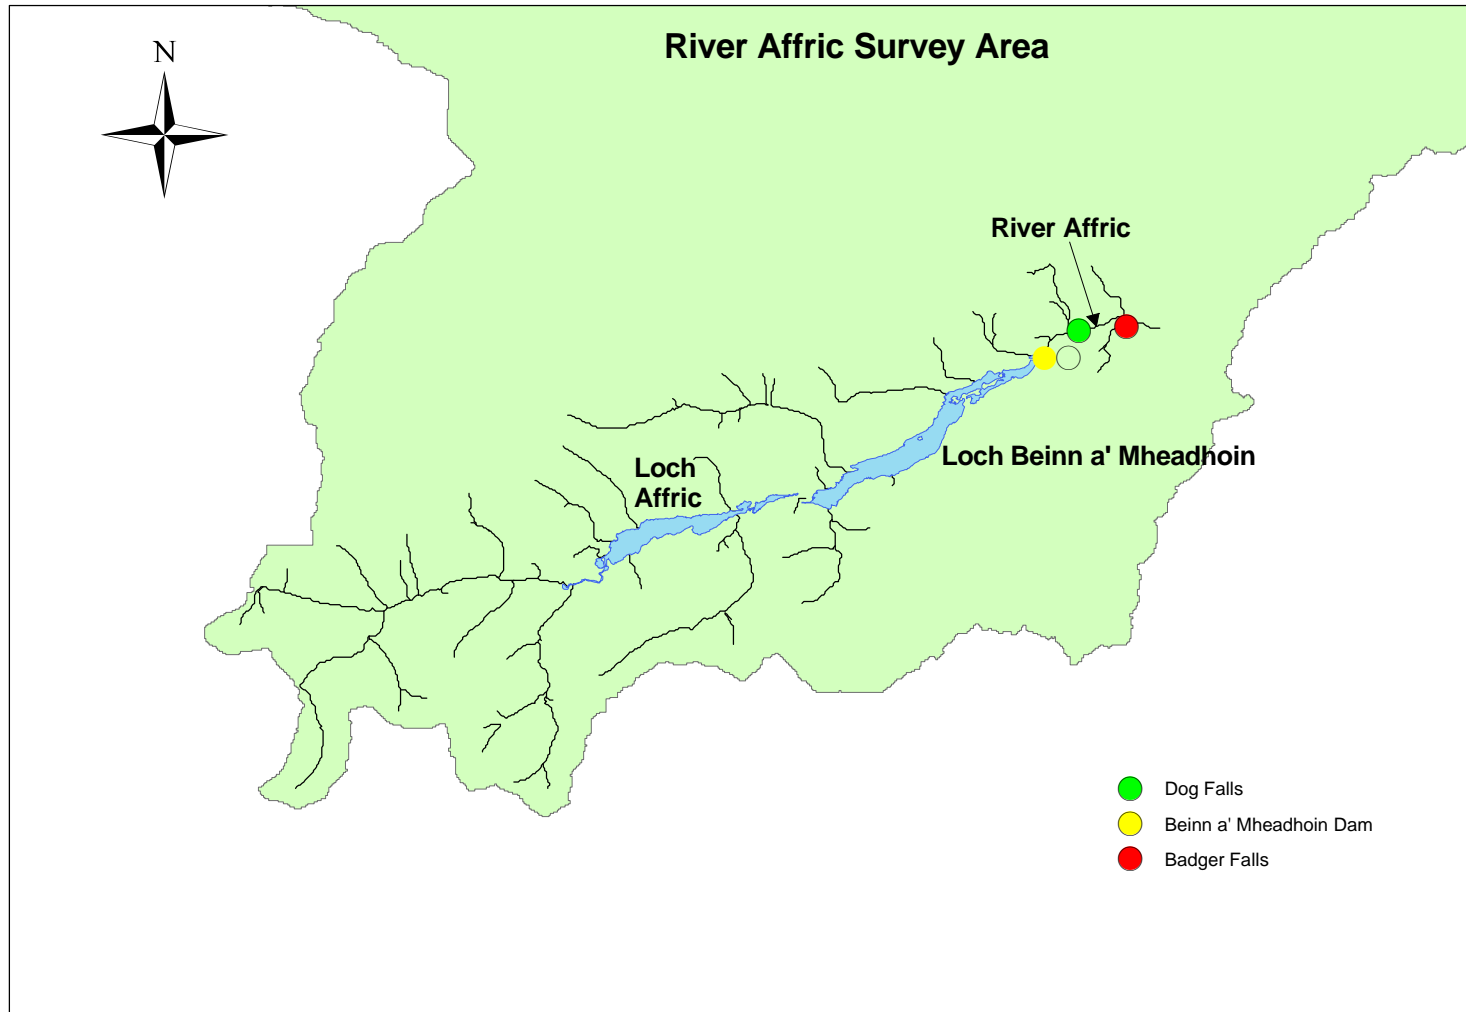 River Affric Survey Area
N
River Affric
Loch Beinn a' Mheadhoin
Loch
Affric
Dog Falls
Beinn a' Mheadhoin Dam
Badger Falls